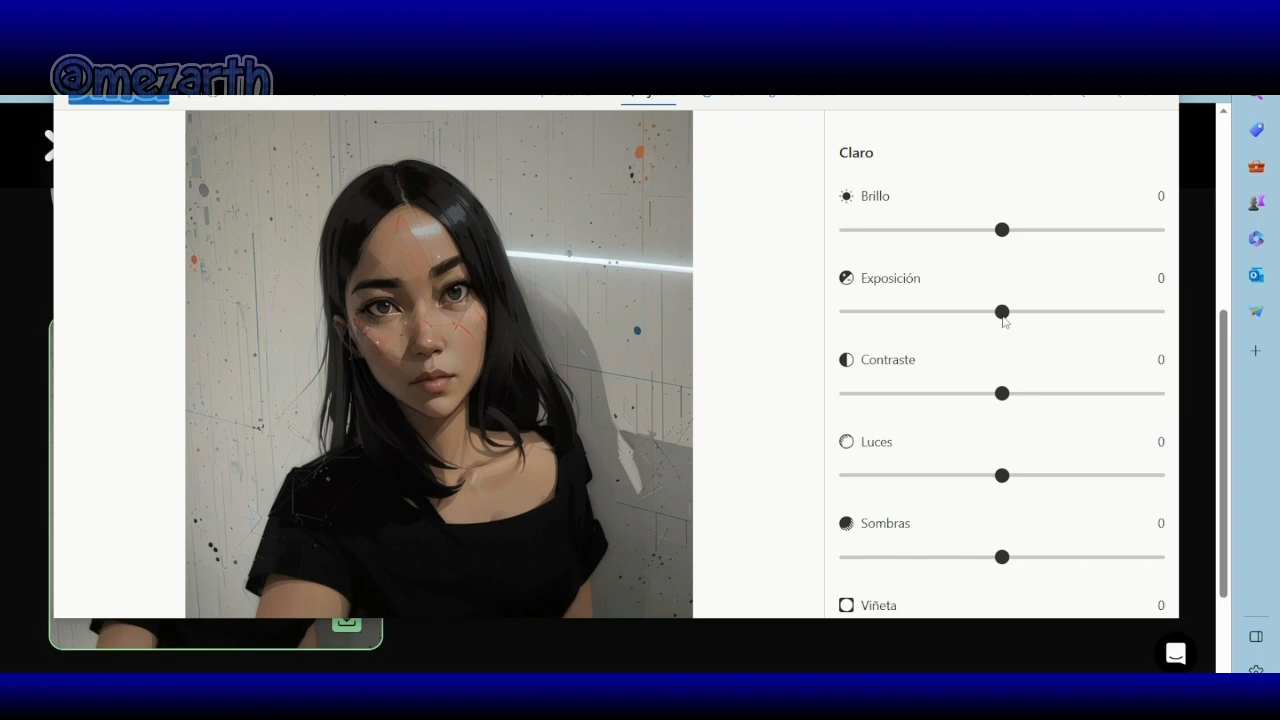 @mezarth
Claro
Brillo 0
Exposición 0
Contraste 0
Luces 0
Sombras 0
Viñeta 0